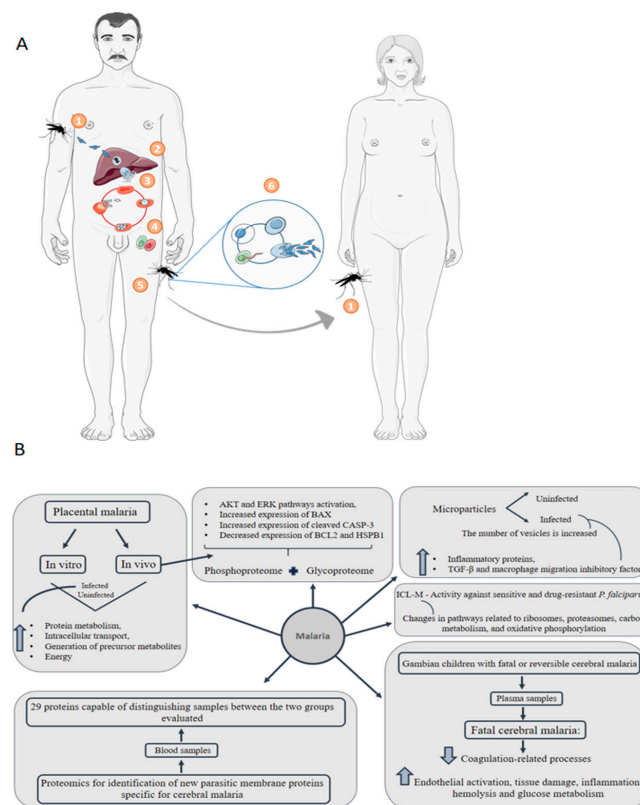 A
1
2
3
4
5
6
1
B
Placental malaria
In vitro
In vivo
Infected
Uninfected
• Protein metabolism,
• Intracellular transport,
• Generation of precursor metabolites
• Energy
• AKT and ERK pathways activation,
• Increased expression of BAX
• Increased expression of cleaved CASP-3
• Decreased expression of BCL2 and HSPB1
Phosphoproteome + Glycoproteome
Microparticles
Uninfected
Infected
The number of vesicles is increased
• Inflammatory proteins,
• TGF-β and macrophage migration inhibitory factor
ICL-M - Activity against sensitive and drug-resistant P. falciparu
Changes in pathways related to ribosomes, proteasomes, carbo
metabolism, and oxidative phosphorylation
Malaria
Gambian children with fatal or reversible cerebral malaria
Plasma samples
Fatal cerebral malaria:
Coagulation-related processes
Endothelial activation, tissue damage, inflammation
hemolysis and glucose metabolism
29 proteins capable of distinguishing samples between the two groups
evaluated
Blood samples
Proteomics for identification of new parasitic membrane proteins
specific for cerebral malaria